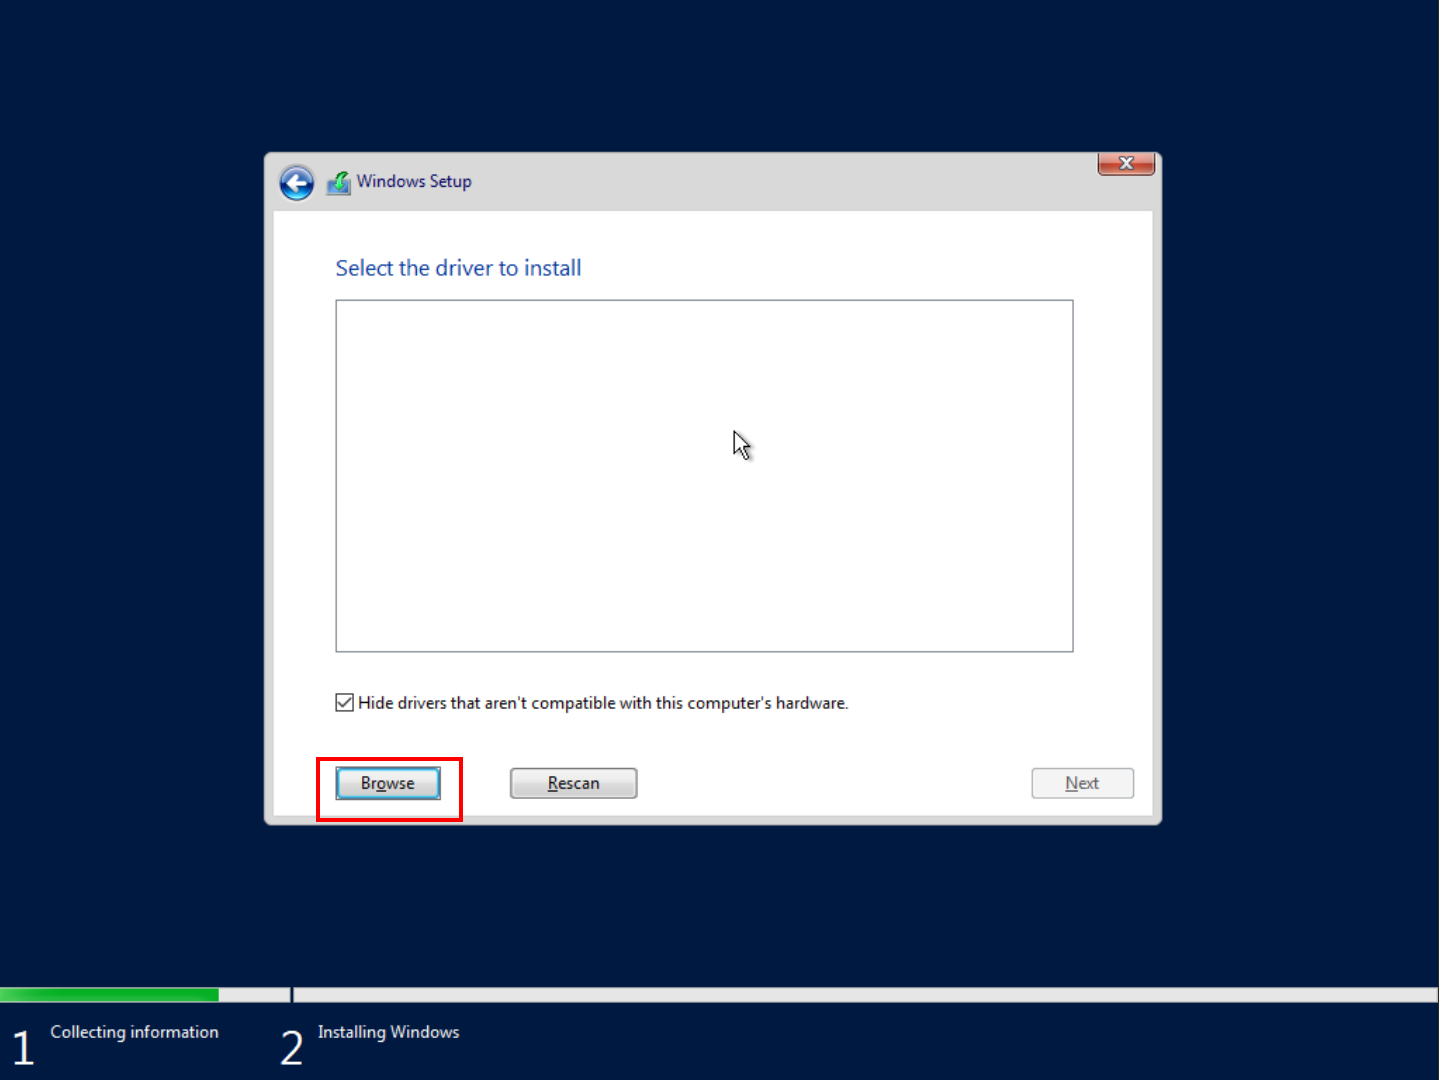 Windows Setup
X
Select the driver to install
Hide drivers that aren't compatible with this computer's hardware.
Browse
Rescan
Next
1 Collecting information
2 Installing Windows